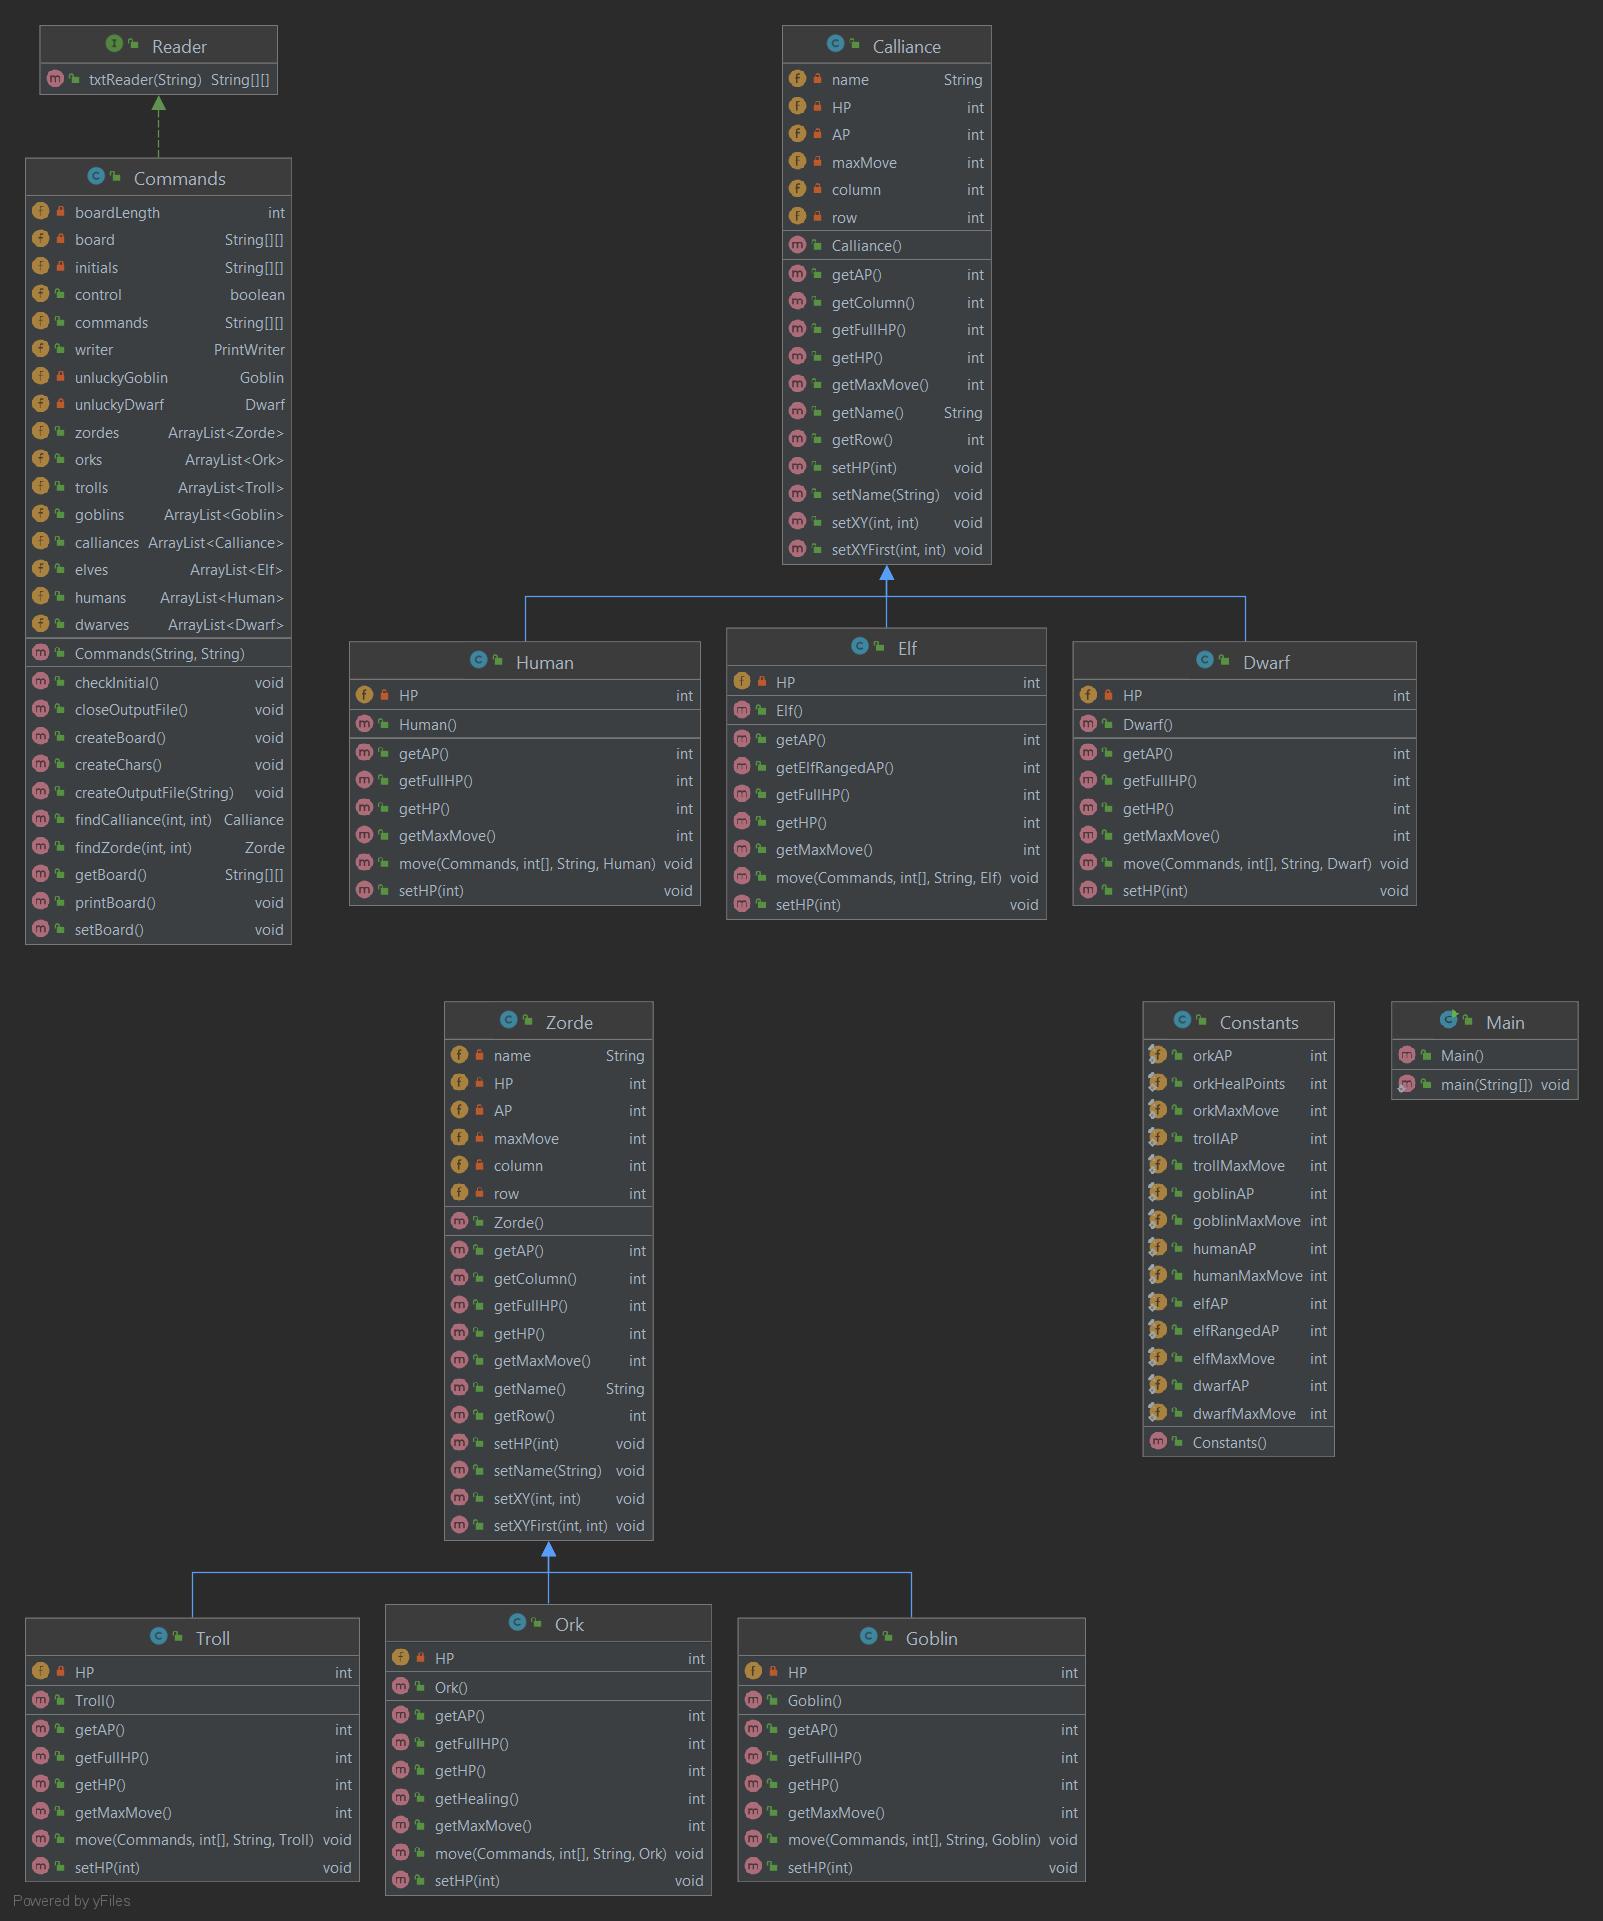 Reader
txtReader(String) String[][]
Commands
boardLength int
board String[][]
initials String[][]
control boolean
commands String[][]
writer PrintWriter
unluckyGoblin Goblin
unluckyDwarf Dwarf
zordes ArrayList<Zorde>
orks ArrayList<Ork>
trolls ArrayList<Troll>
goblins ArrayList<Goblin>
calliances ArrayList<Calliance>
elves ArrayList<Elf>
humans ArrayList<Human>
dwarves ArrayList<Dwarf>
Commands(String, String)
checkInitial() void
closeOutputFile() void
createBoard() void
createChars() void
createOutputFile(String) void
findCalliance(int, int) Calliance
findZorde(int, int) Zorde
getBoard() String[][]
printBoard() void
setBoard() void
Calliance
name String
HP int
AP int
maxMove int
column int
row int
Calliance()
getAP() int
getColumn() int
getFullHP() int
getHP() int
getMaxMove() int
getName() String
getRow() int
setHP(int) void
setName(String) void
setXY(int, int) void
setXYFirst(int, int) void
Human
HP int
Human()
getAP() int
getFullHP() int
getHP() int
getMaxMove() int
move(Commands, int[], String, Human) void
setHP(int) void
Elf
HP int
Elf()
getAP() int
getElfRangedAP() int
getFullHP() int
getHP() int
getMaxMove() int
move(Commands, int[], String, Elf) void
setHP(int) void
Dwarf
HP int
Dwarf()
getAP() int
getFullHP() int
getHP() int
getMaxMove() int
move(Commands, int[], String, Dwarf) void
setHP(int) void
Zorde
name String
HP int
AP int
maxMove int
column int
row int
Zorde()
getAP() int
getColumn() int
getFullHP() int
getHP() int
getMaxMove() int
getName() String
getRow() int
setHP(int) void
setName(String) void
setXY(int, int) void
setXYFirst(int, int) void
Constants
orkAP int
orkHealPoints int
orkMaxMove int
trollAP int
trollMaxMove int
goblinAP int
goblinMaxMove int
humanAP int
humanMaxMove int
elfAP int
elfRangedAP int
elfMaxMove int
dwarfAP int
dwarfMaxMove int
Constants()
Main
Main()
main(String[]) void
Troll
HP int
Troll()
getAP() int
getFullHP() int
getHP() int
getMaxMove() int
move(Commands, int[], String, Troll) void
setHP(int) void
Ork
HP int
Ork()
getAP() int
getFullHP() int
getHP() int
getHealing() int
getMaxMove() int
move(Commands, int[], String, Ork) void
setHP(int) void
Goblin
HP int
Goblin()
getAP() int
getFullHP() int
getHP() int
getMaxMove() int
move(Commands, int[], String, Goblin) void
setHP(int) void
Powered by yFiles